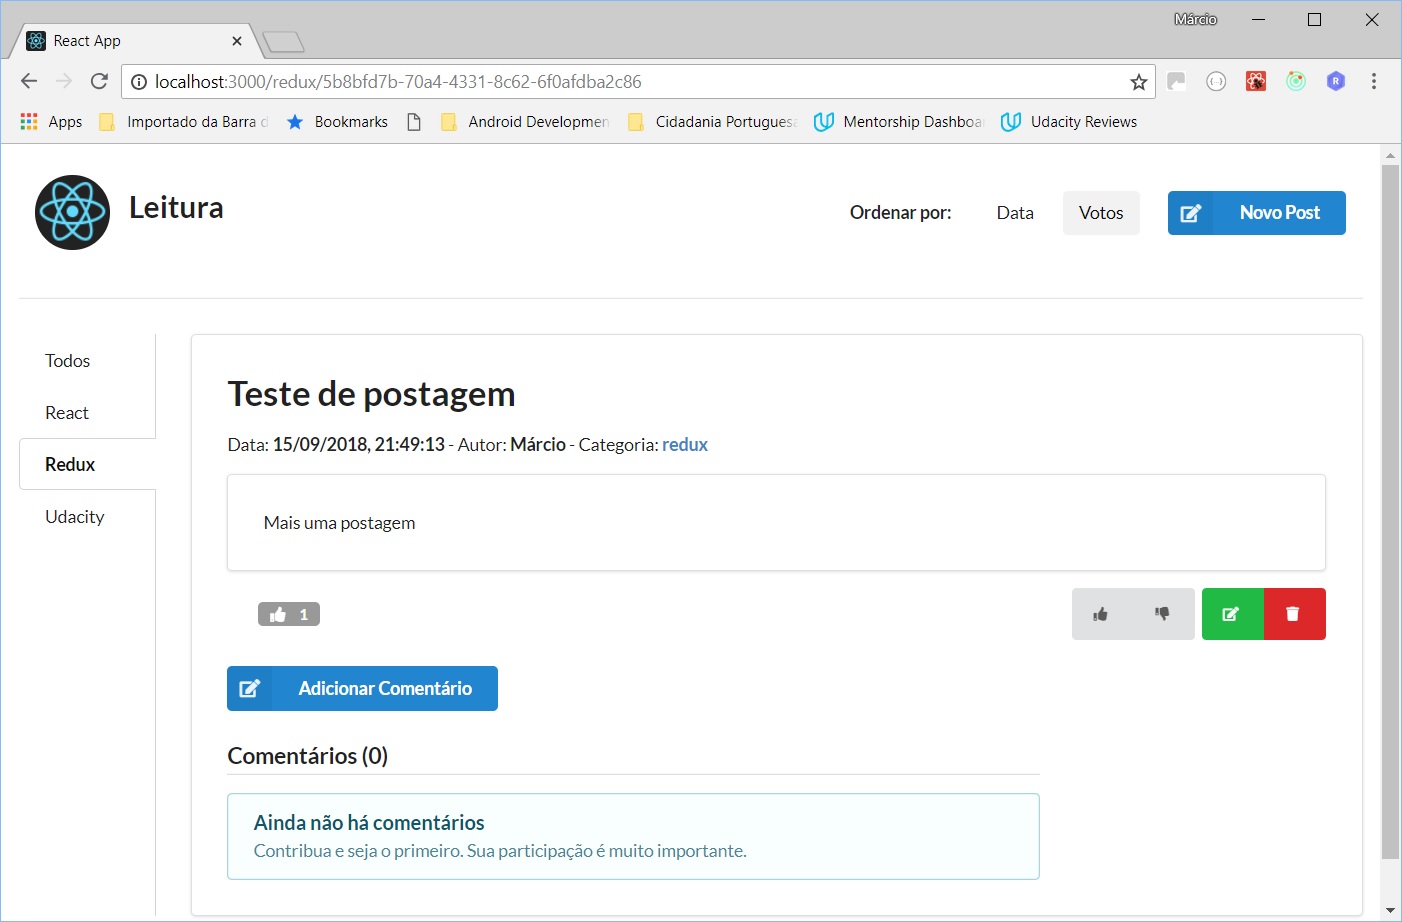 Márcio
React App
localhost:3000/redux/5b8bfd7b-70a4-4331-8c62-6f0afdba2c86
Apps Importado da Barra d Bookmarks Android Developmen Cidadania Portugues Mentorship Dashboa Udacity Reviews
Leitura
Ordenar por: Data Votos Novo Post
Todos
React
Redux
Udacity
Teste de postagem
Data: 15/09/2018, 21:49:13 - Autor: Márcio - Categoria: redux
Mais uma postagem
1
Adicionar Comentário
Comentários (0)
Ainda não há comentários
Contribua e seja o primeiro. Sua participação é muito importante.